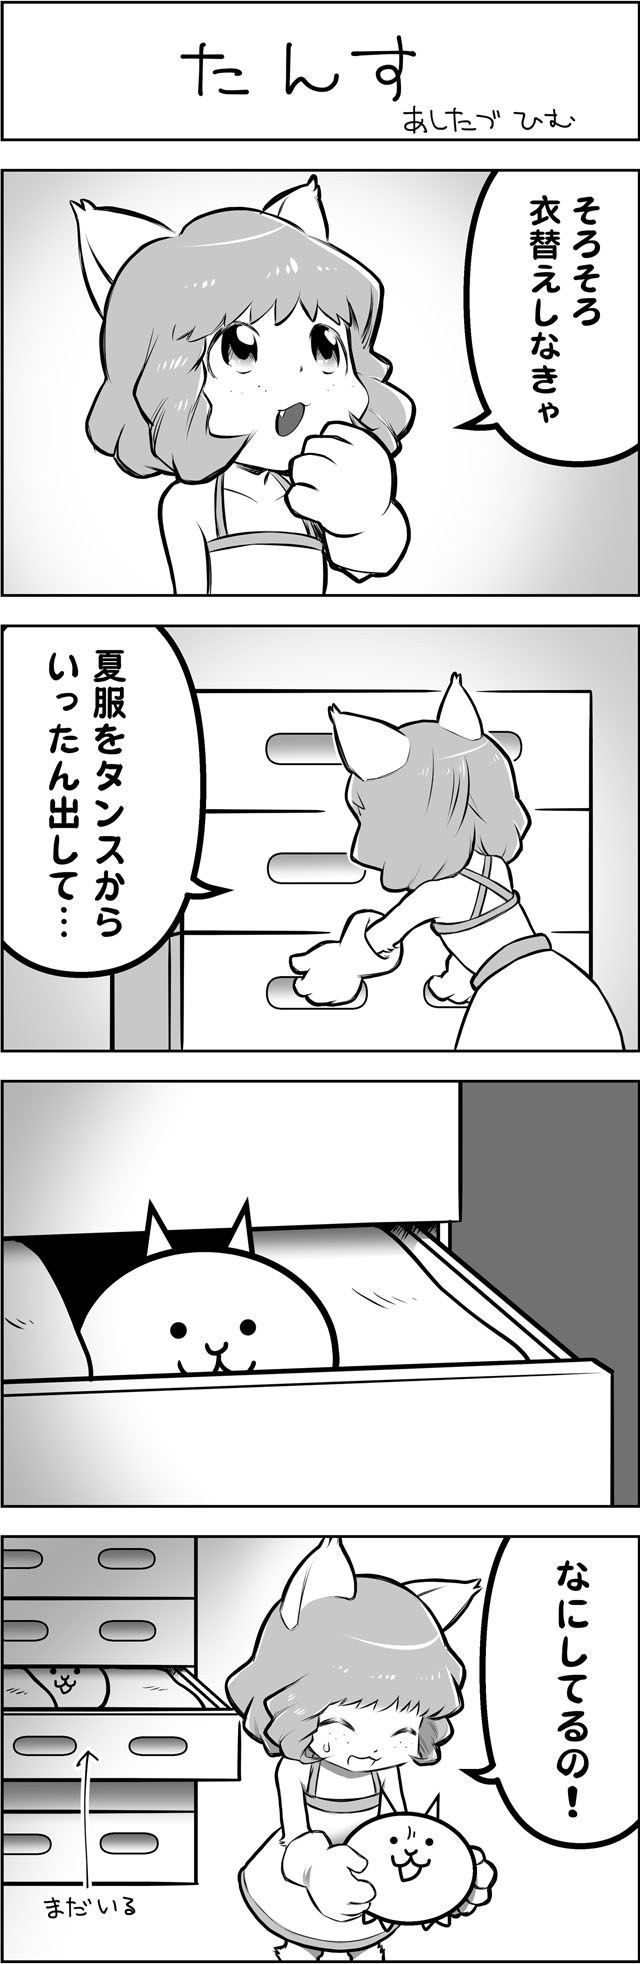 たんす
あしたづ ひむ
そろそろ
衣替えしなきゃ
夏服をタンスから
いったん出して…
なにしてるの!
まだいる